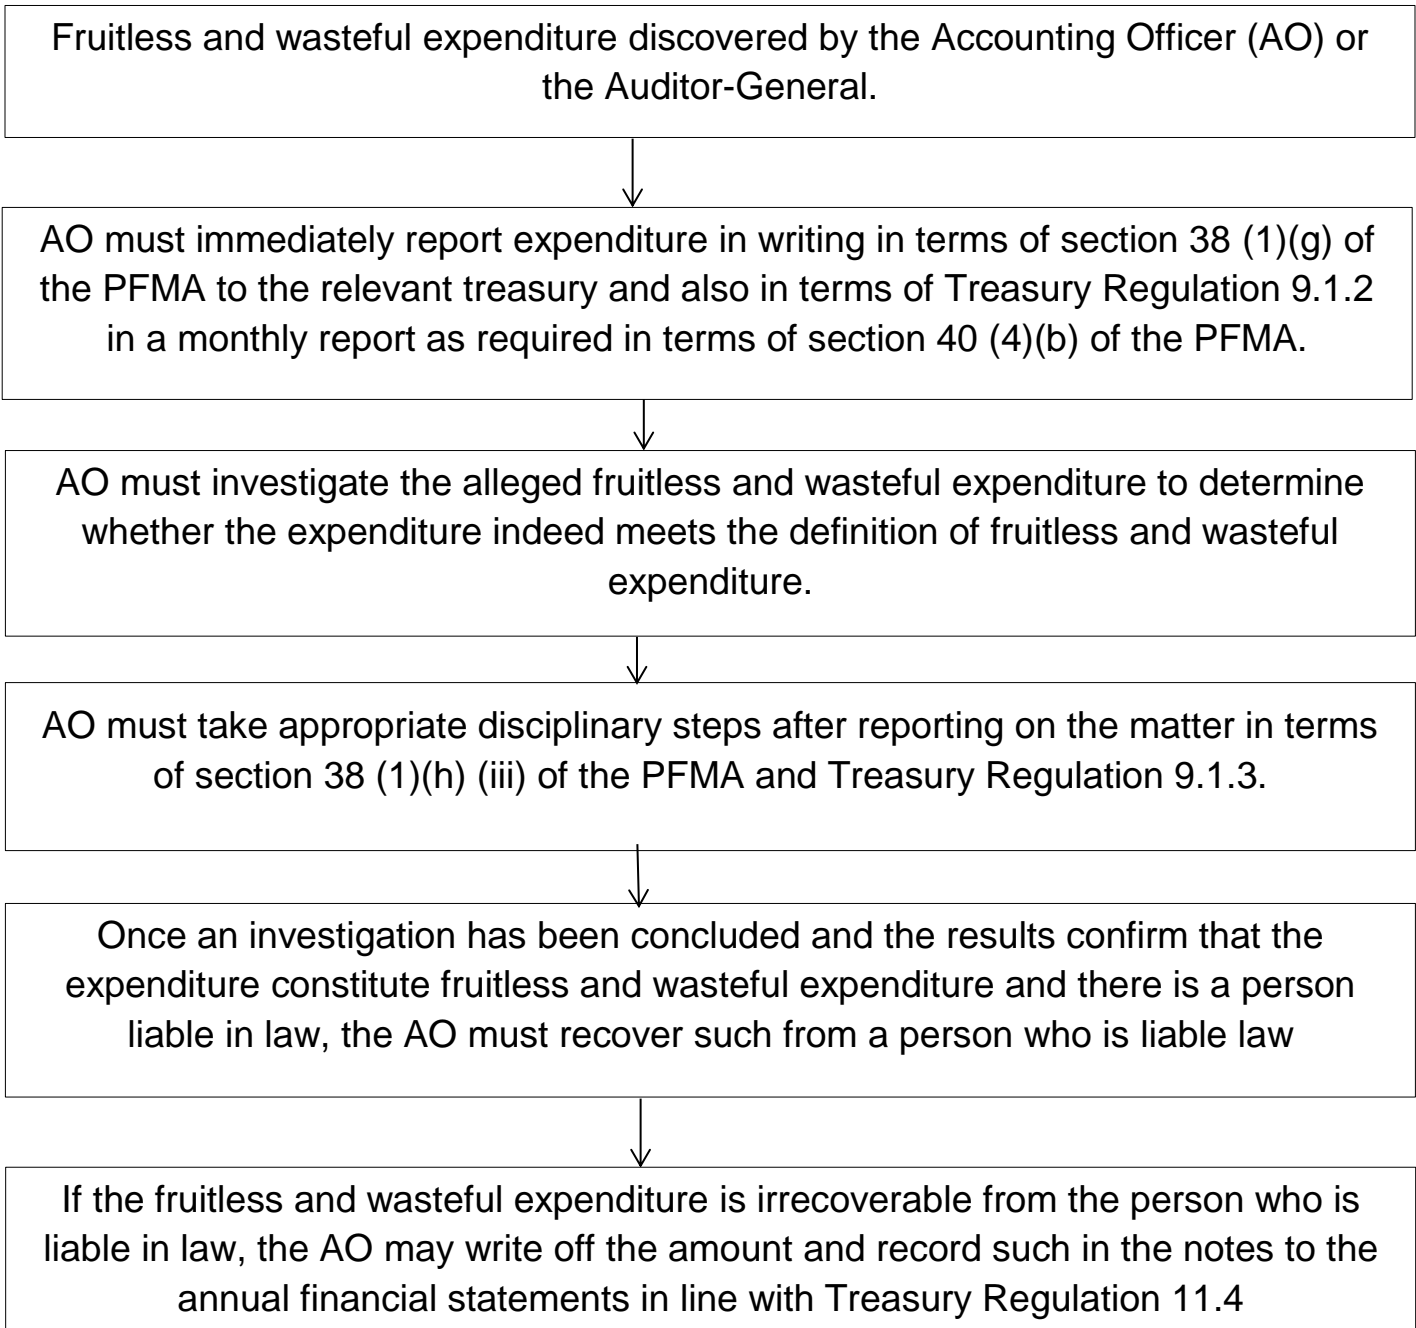 Fruitless and wasteful expenditure discovered by the Accounting Officer (AO) or
the Auditor-General.
AO must immediately report expenditure in writing in terms of section 38 (1)(g) of
the PFMA to the relevant treasury and also in terms of Treasury Regulation 9.1.2
in a monthly report as required in terms of section 40 (4)(b) of the PFMA.
AO must investigate the alleged fruitless and wasteful expenditure to determine
whether the expenditure indeed meets the definition of fruitless and wasteful
expenditure.
AO must take appropriate disciplinary steps after reporting on the matter in terms
of section 38 (1)(h) (iii) of the PFMA and Treasury Regulation 9.1.3.
Once an investigation has been concluded and the results confirm that the
expenditure constitute fruitless and wasteful expenditure and there is a person
liable in law, the AO must recover such from a person who is liable law
If the fruitless and wasteful expenditure is irrecoverable from the person who is
liable in law, the AO may write off the amount and record such in the notes to the
annual financial statements in line with Treasury Regulation 11.4